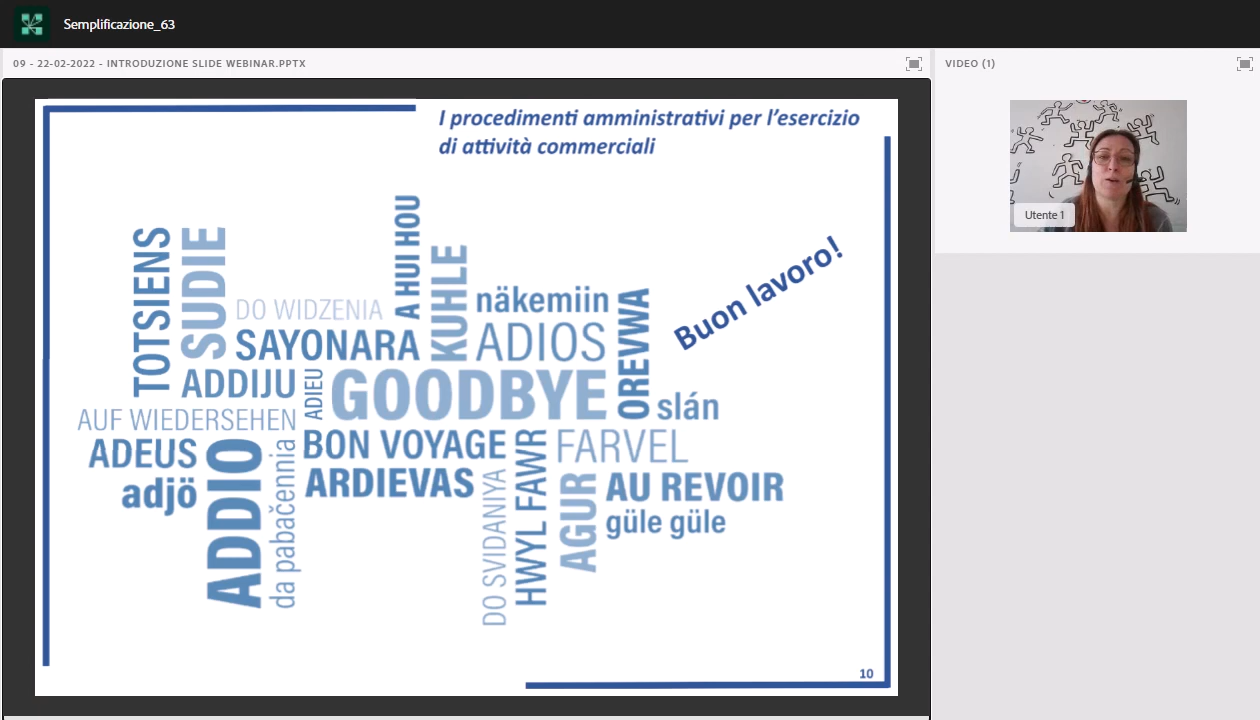 Semplificazione_63
09 - 22-02-2022 - INTRODUZIONE SLIDE WEBINAR.PPTX
VIDEO (1)
I procedimenti amministrativi per l'esercizio
di attività commerciali
Utente 1
TOTSIENS
SUDIE
DO WIDZENIA
A HUI HOU
KUHLE
näkemiin
OREVWA
Buon lavoro!
SAYONARA
ADIOS
ADDIJU
ADIEU
GOODBYE
slán
AUF WIEDERSEHEN
ADEUS
ADDIO
da pabačennia
BON VOYAGE
HWYL FAWR
FARVEL
adjö
ARDIEVAS
DO SVIDANIYA
AGUR
AU REVOIR
güle güle
10